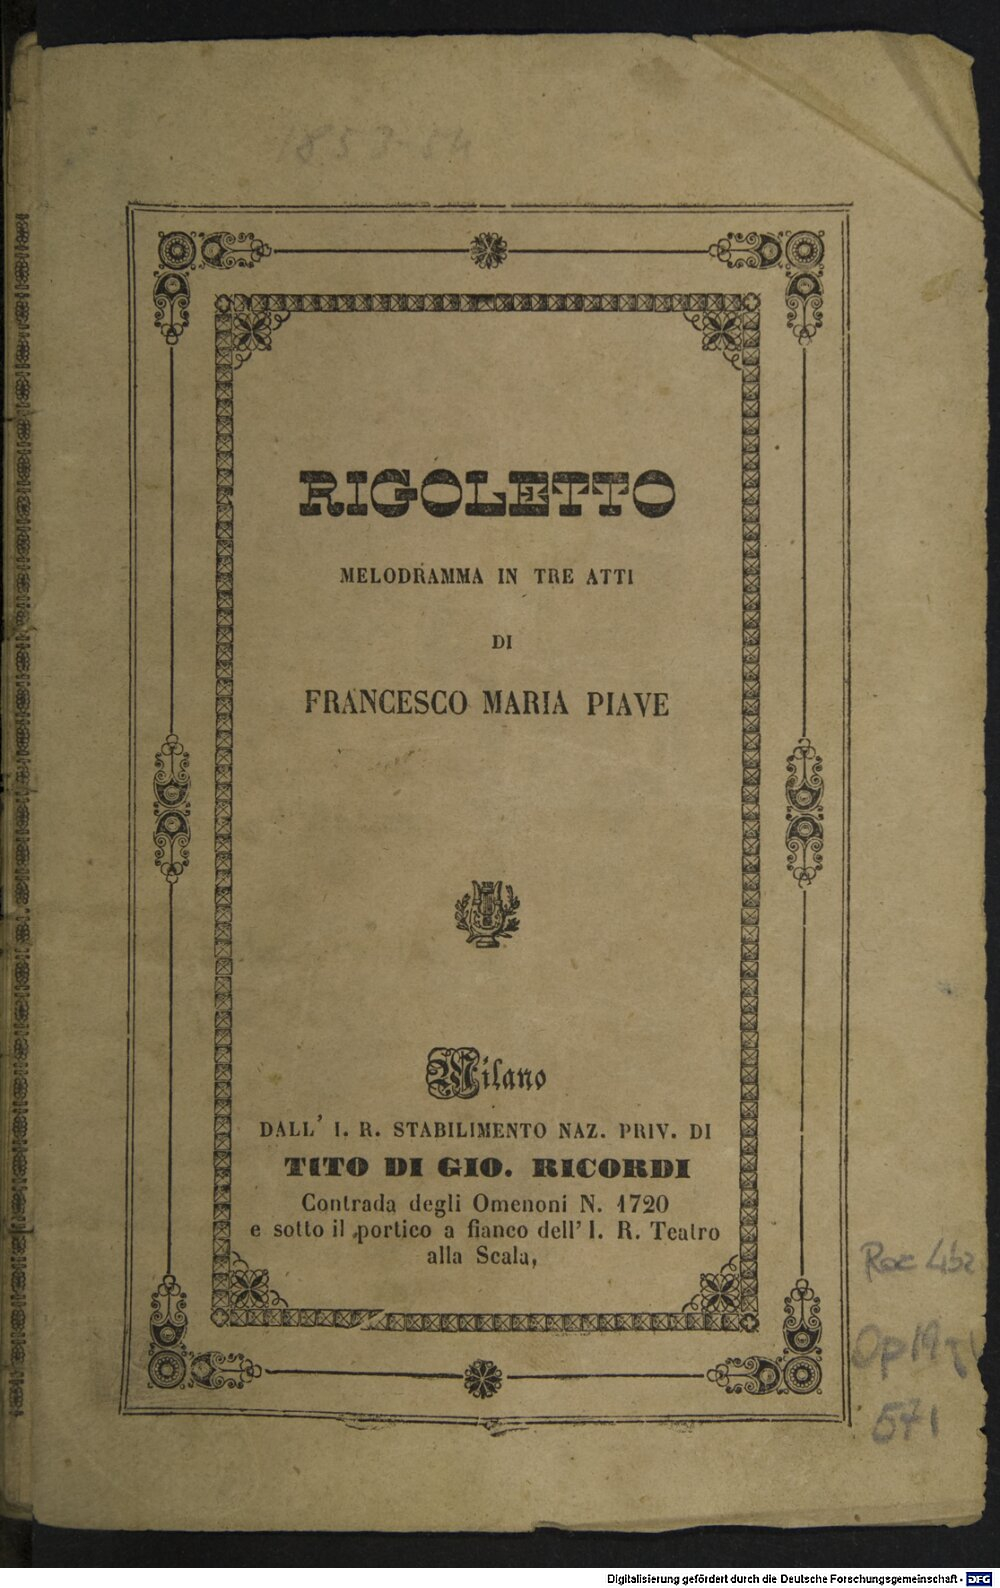 1853-54
RIGOLETTO
MELODRAMMA IN TRE ATTI
DI
FRANCESCO MARIA PIAVE
Milano
DALL' I. R. STABILIMENTO NAZ. PRIV. DI
TITO DI GIO. RICORDI
Contrada degli Omenoni N. 1720
e sotto il portico a fianco dell' I. R. Teatro
alla Scala,
571
Digitalisierung gefördert durch die Deutsche Forschungsgemeinschaft - DFG